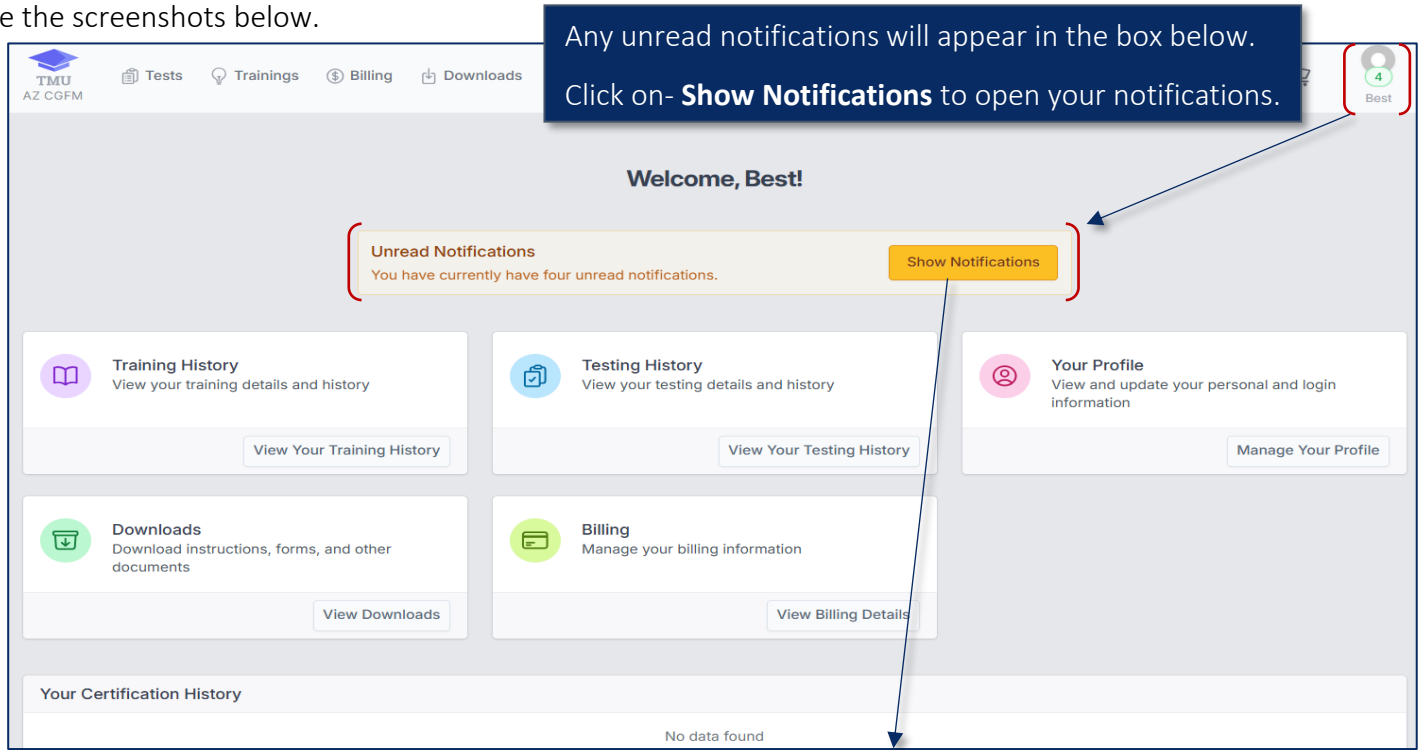 e the screenshots below.
Any unread notifications will appear in the box below.
Click on- Show Notifications to open your notifications.
TMU
AZ CGFM
Tests
Trainings
Billing
Downloads
4
Best
Welcome, Best!
Unread Notifications
You have currently have four unread notifications.
Show Notifications
Training History
View your training details and history
View Your Training History
Testing History
View your testing details and history
View Your Testing History
Your Profile
View and update your personal and login
information
Manage Your Profile
Downloads
Download instructions, forms, and other
documents
View Downloads
Billing
Manage your billing information
View Billing Details
Your Certification History
No data found